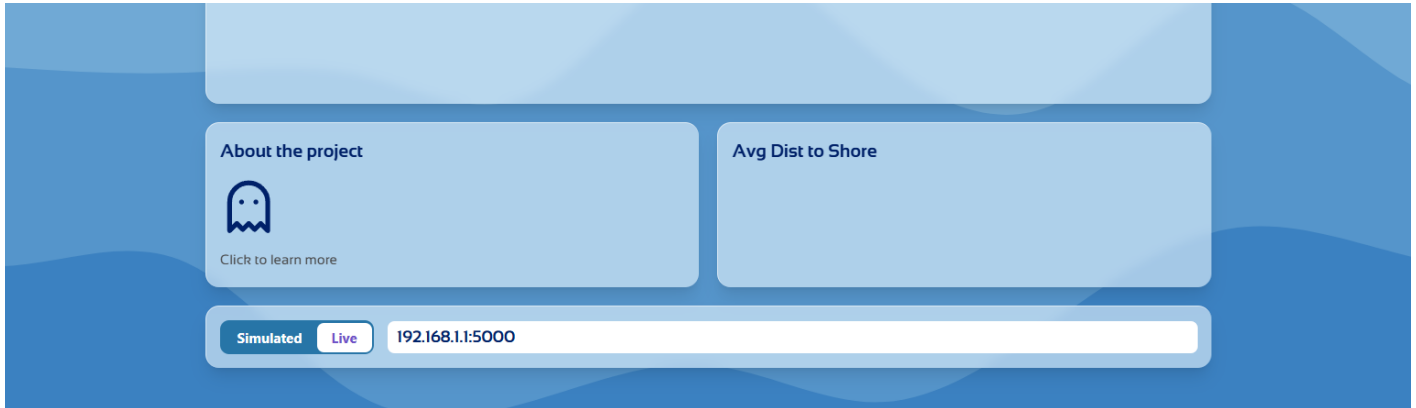 About the project
Click to learn more
Avg Dist to Shore
Simulated Live 192.168.1.1:5000